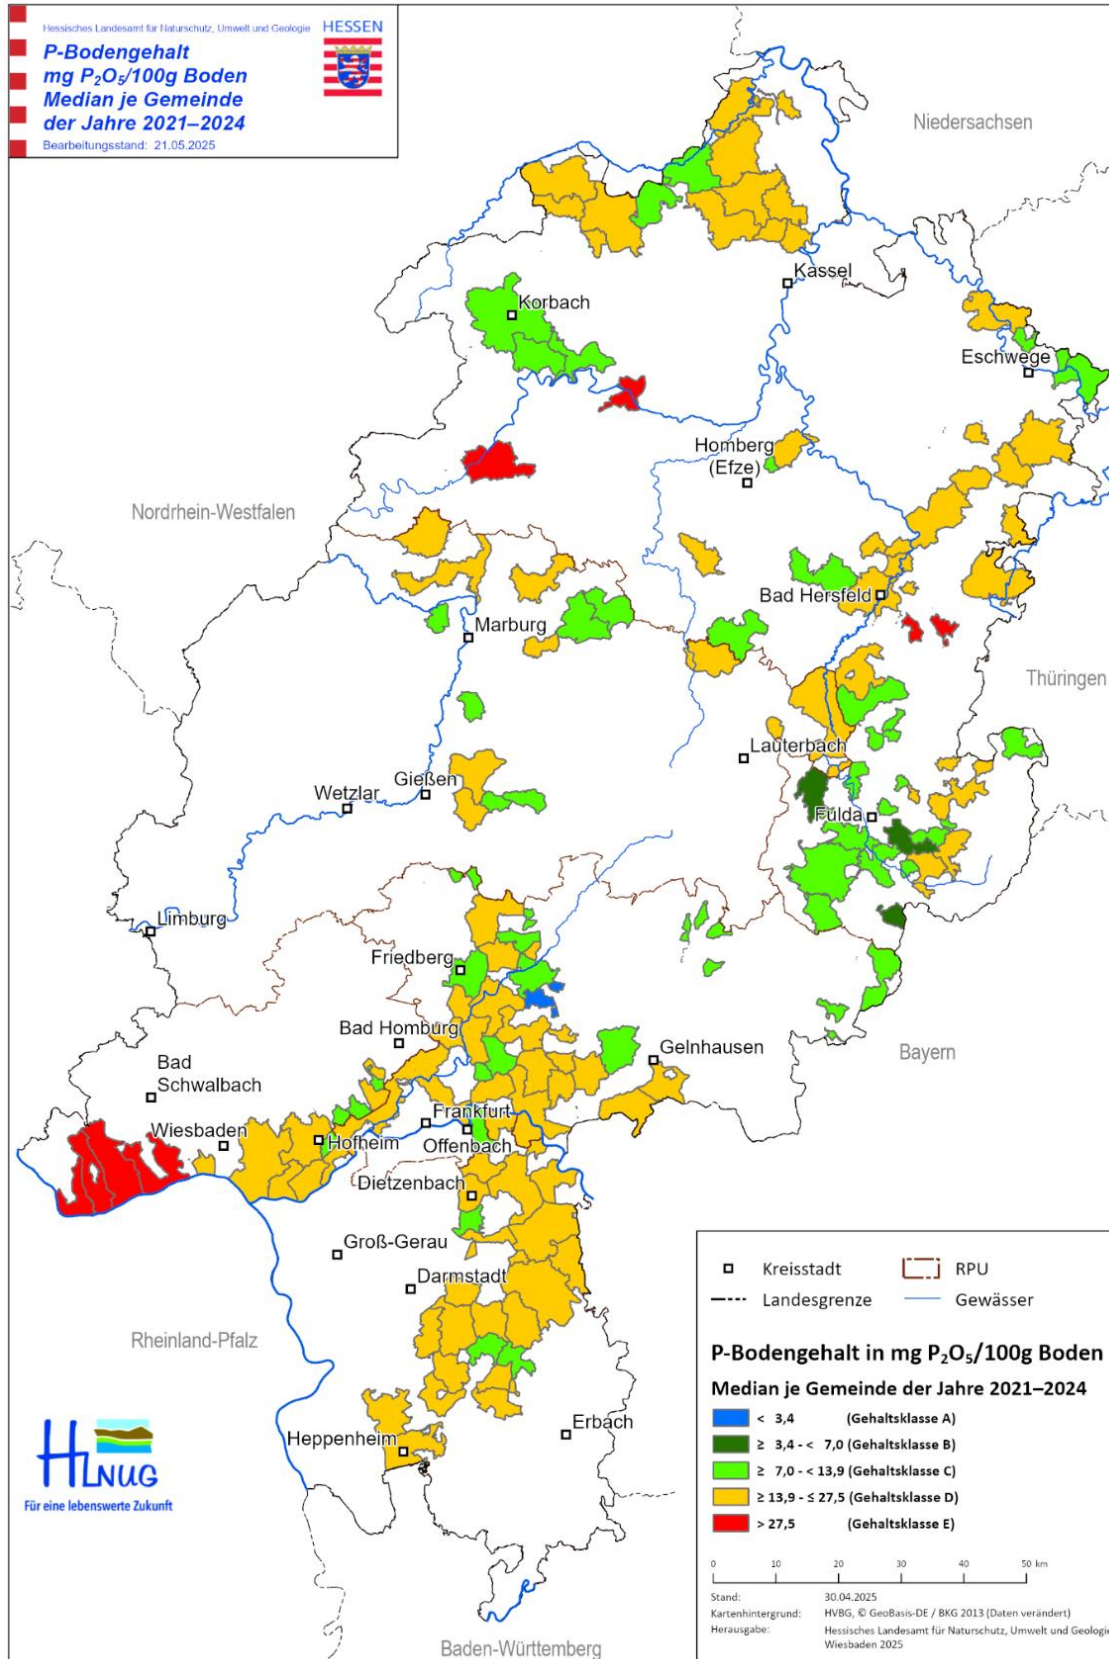 Hessisches Landesamt für Naturschutz, Umwelt und Geologie
HESSEN
P-Bodengehalt
mg P₂O₅/100g Boden
Median je Gemeinde
der Jahre 2021–2024
Bearbeitungsstand: 21.05.2025
Niedersachsen
Kassel
Korbach
Eschwege
Homberg
(Efze)
Nordrhein-Westfalen
Bad Hersfeld
Marburg
Thüringen
Lauterbach
Gießen
Wetzlar
Fulda
Limburg
Friedberg
Bad Homburg
Gelnhausen
Bayern
Bad
Schwalbach
Frankfurt
Wiesbaden
Hofheim
Offenbach
Dietzenbach
Groß-Gerau
Darmstadt
Rheinland-Pfalz
Erbach
Heppenheim
HLNUG
Für eine lebenswerte Zukunft
Baden-Württemberg
Kreisstadt
RPU
Landesgrenze
Gewässer
P-Bodengehalt in mg P₂O₅/100g Boden
Median je Gemeinde der Jahre 2021–2024
< 3,4 (Gehaltsklasse A)
≥ 3,4 - < 7,0 (Gehaltsklasse B)
≥ 7,0 - < 13,9 (Gehaltsklasse C)
≥ 13,9 - ≤ 27,5 (Gehaltsklasse D)
> 27,5 (Gehaltsklasse E)
0 10 20 30 40 50 km
Stand: 30.04.2025
Kartenhintergrund: HVBG, © GeoBasis-DE / BKG 2013 (Daten verändert)
Herausgabe: Hessisches Landesamt für Naturschutz, Umwelt und Geologie
Wiesbaden 2025